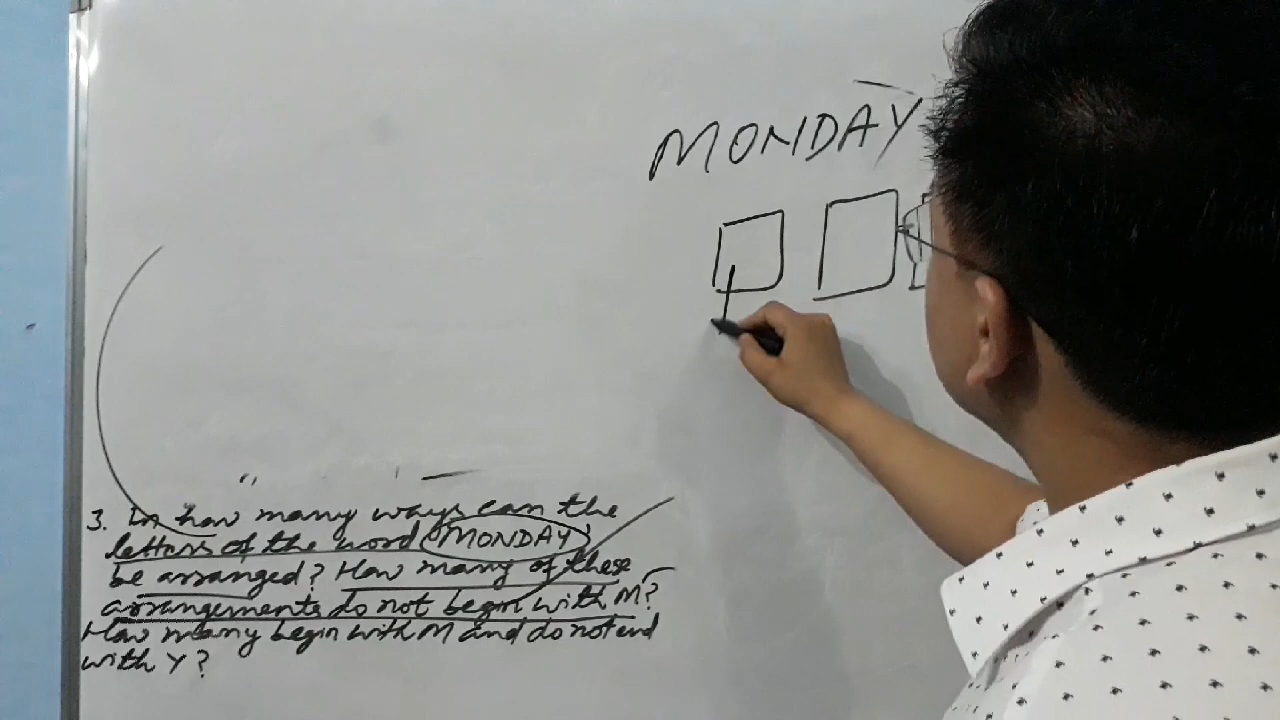 MONDAY
3. In how many ways can the
letters of the word MONDAY
be arranged? How many of these
arrangements do not begin with M?
How many begin with M and do not end
with Y?